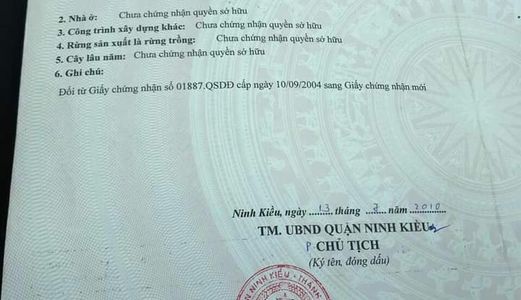 2. Nhà ở: Chưa chứng nhận quyền sở hữu
3. Công trình xây dựng khác: Chưa chứng nhận quyền sở hữu
4. Rừng sản xuất là rừng trồng: Chưa chứng nhận quyền sở hữu
5. Cây lâu năm: Chưa chứng nhận quyền sở hữu
6. Ghi chú:
Đổi từ Giấy chứng nhận số 01887.QSDĐ cấp ngày 10/09/2004 sang Giấy chứng nhận mới
Ninh Kiều, ngày 13 tháng 8 năm 2010
TM. UBND QUẬN NINH KIỀU
P CHỦ TỊCH
(Ký tên, đóng dấu)
NINH KIỀU - THÀNH